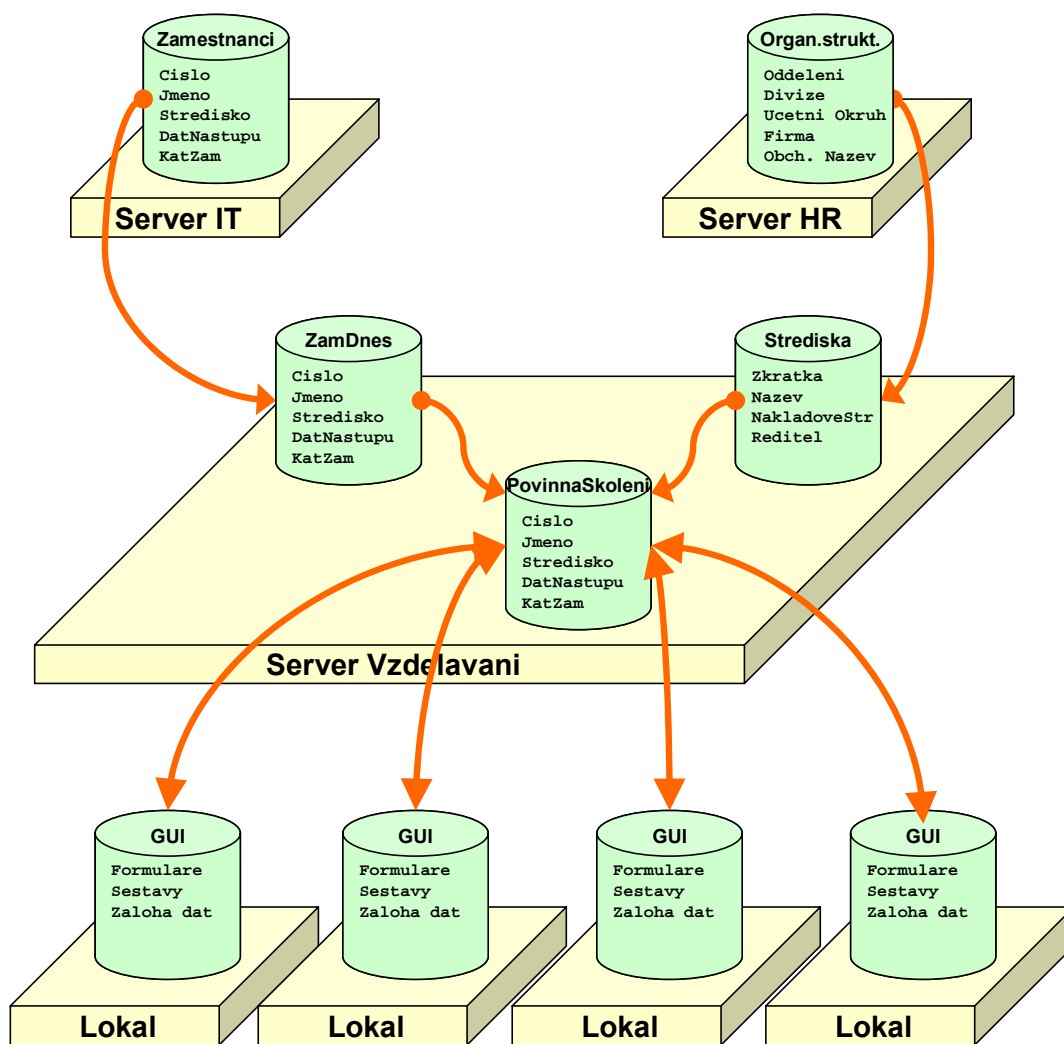 Zamestnanci
Cislo
Jmeno
Stredisko
DatNastupu
KatZam
Server IT
Organ.strukt.
Oddeleni
Divize
Ucetni Okruh
Firma
Obch. Nazev
Server HR
ZamDnes
Cislo
Jmeno
Stredisko
DatNastupu
KatZam
Strediska
Zkratka
Nazev
NakladoveStr
Reditel
PovinnaSkoleni
Cislo
Jmeno
Stredisko
DatNastupu
KatZam
Server Vzdelavani
GUI
Formulare
Sestavy
Zaloha dat
Lokal
GUI
Formulare
Sestavy
Zaloha dat
Lokal
GUI
Formulare
Sestavy
Zaloha dat
Lokal
GUI
Formulare
Sestavy
Zaloha dat
Lokal